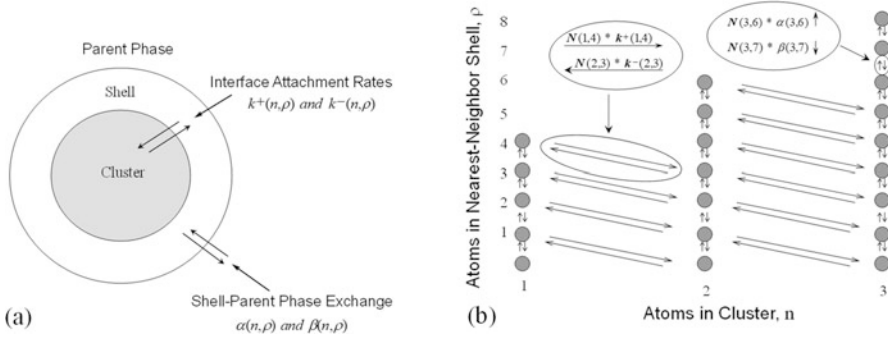 Parent Phase
Shell
Cluster
Interface Attachment Rates
k⁺(n,ρ) and k⁻(n,ρ)
Shell-Parent Phase Exchange
α(n,ρ) and β(n,ρ)
(a)
Atoms in Nearest-Neighbor Shell, ρ
8
7
6
5
4
3
2
1
N(1,4) * k⁺(1,4)
N(2,3) * k⁻(2,3)
N(3,6) * α(3,6)
N(3,7) * β(3,7)
1
2
3
Atoms in Cluster, n
(b)